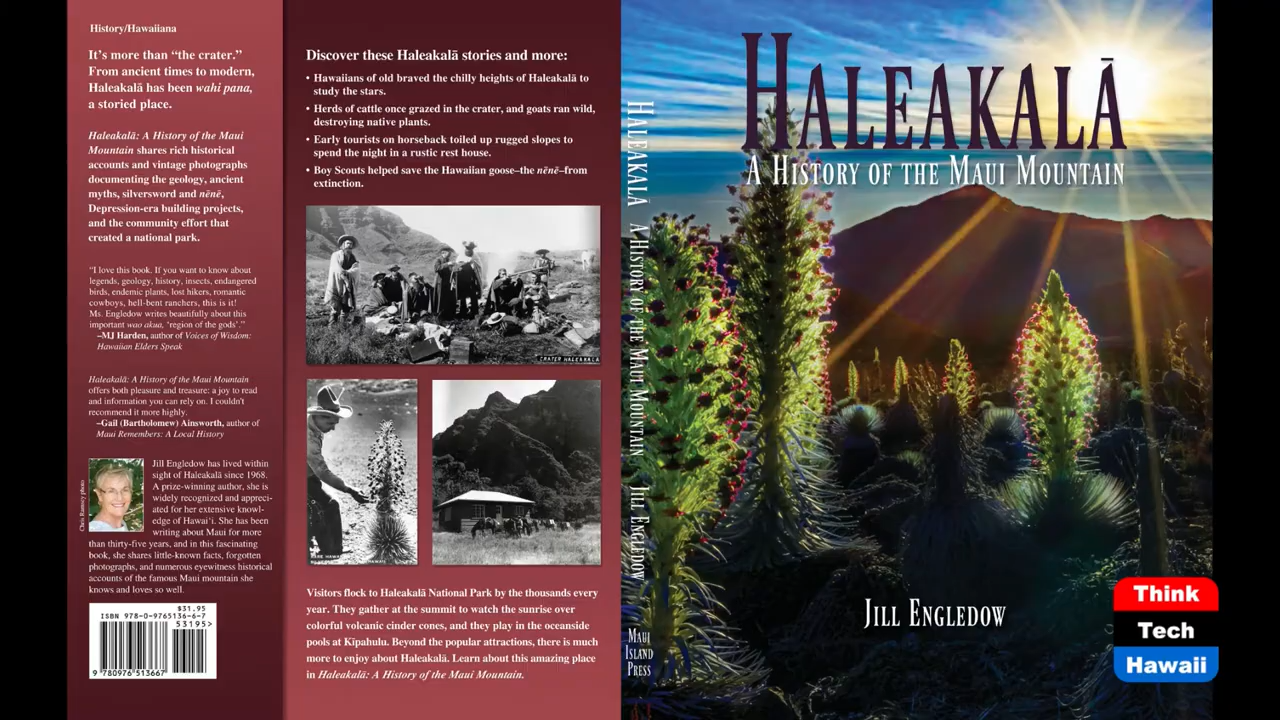 History/Hawaiiana
It's more than “the crater.”
From ancient times to modern,
Haleakalā has been wahi pana,
a storied place.
Haleakalā: A History of the Maui
Mountain shares rich historical
accounts and vintage photographs
documenting the geology, ancient
myths, silversword and nēnē,
Depression-era building projects,
and the community effort that
created a national park.
“I love this book. If you want to know about
legends, geology, history, insects, endangered
birds, endemic plants, lost hikers, romantic
cowboys, hell-bent ranchers, this is it!
Ms. Engledow writes beautifully about this
important wao akua, ‘region of the gods’.”
–MJ Harden, author of Voices of Wisdom:
Hawaiian Elders Speak
Haleakalā: A History of the Maui Mountain
offers both pleasure and treasure: a joy to read
and information you can rely on. I couldn't
recommend it more highly.
–Gail (Bartholomew) Ainsworth, author of
Maui Remembers: A Local History
Chris Ramsey photo
Jill Engledow has lived within
sight of Haleakalā since 1968.
A prize-winning author, she is
widely recognized and appreci-
ated for her extensive knowl-
edge of Hawai‘i. She has been
writing about Maui for more
than thirty-five years, and in this fascinating
book, she shares little-known facts, forgotten
photographs, and numerous eyewitness historical
accounts of the famous Maui mountain she
knows and loves so well.
$31.95
ISBN 978-0-9765136-6-7
53195>
9 780976 513667
Discover these Haleakalā stories and more:
• Hawaiians of old braved the chilly heights of Haleakalā to
study the stars.
• Herds of cattle once grazed in the crater, and goats ran wild,
destroying native plants.
• Early tourists on horseback toiled up rugged slopes to
spend the night in a rustic rest house.
• Boy Scouts helped save the Hawaiian goose–the nēnē–from
extinction.
CRATER HALEAKALA
Visitors flock to Haleakalā National Park by the thousands every
year. They gather at the summit to watch the sunrise over
colorful volcanic cinder cones, and they play in the oceanside
pools at Kīpahulu. Beyond the popular attractions, there is much
more to enjoy about Haleakalā. Learn about this amazing place
in Haleakalā: A History of the Maui Mountain.
HALEAKALĀ A HISTORY OF THE MAUI MOUNTAIN JILL ENGLEDOW
MAUI
ISLAND
PRESS
HALEAKALĀ
A HISTORY OF THE MAUI MOUNTAIN
JILL ENGLEDOW
Think
Tech
Hawaii